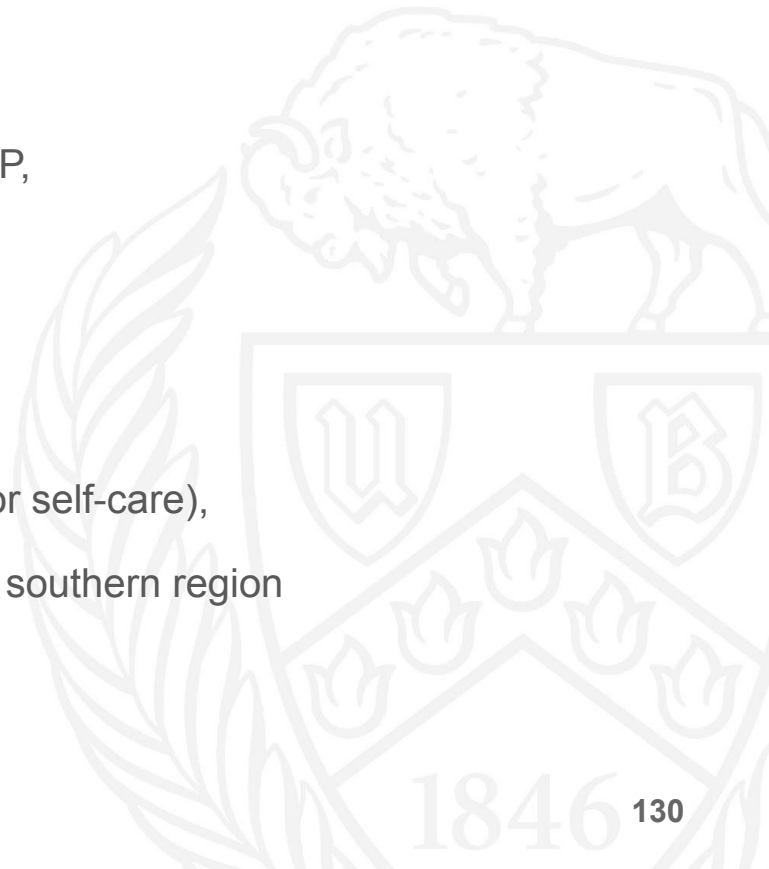 P,
U B
or self-care),
southern region
1846
130